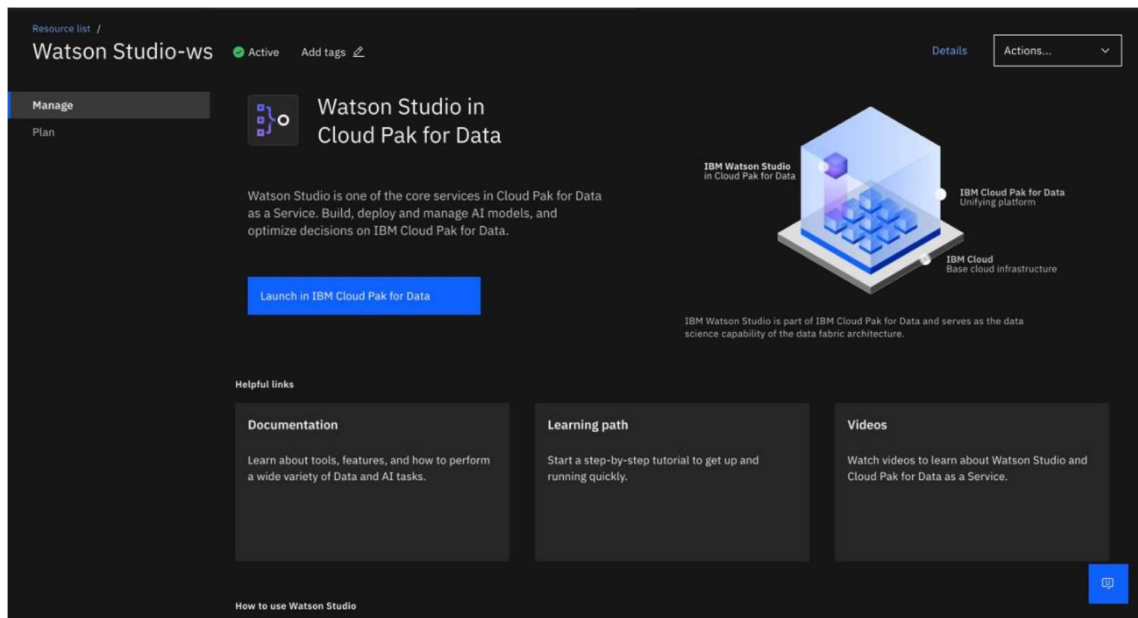 Resource list /
Watson Studio-ws
Active
Add tags
Details
Actions...
Manage
Plan
Watson Studio in
Cloud Pak for Data
Watson Studio is one of the core services in Cloud Pak for Data
as a Service. Build, deploy and manage AI models, and
optimize decisions on IBM Cloud Pak for Data.
Launch in IBM Cloud Pak for Data
IBM Watson Studio
in Cloud Pak for Data
IBM Cloud Pak for Data
Unifying platform
IBM Cloud
Base cloud infrastructure
IBM Watson Studio is part of IBM Cloud Pak for Data and serves as the data
science capability of the data fabric architecture.
Helpful links
Documentation
Learn about tools, features, and how to perform
a wide variety of Data and AI tasks.
Learning path
Start a step-by-step tutorial to get up and
running quickly.
Videos
Watch videos to learn about Watson Studio and
Cloud Pak for Data as a Service.
How to use Watson Studio